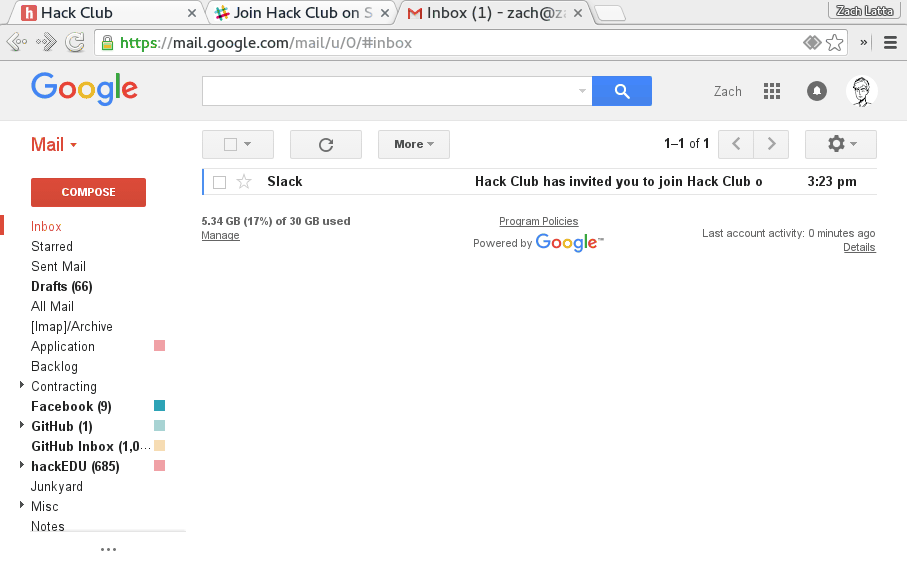 Hack Club
Join Hack Club on S
Inbox (1) - zach@za
Zach Latta
https://mail.google.com/mail/u/0/#inbox
»
Google
Zach
Mail
More
1–1 of 1
COMPOSE
Slack Hack Club has invited you to join Hack Club o 3:23 pm
5.34 GB (17%) of 30 GB used
Manage
Program Policies
Powered by Google™
Last account activity: 0 minutes ago
Details
Inbox
Starred
Sent Mail
Drafts (66)
All Mail
[Imap]/Archive
Application
Backlog
Contracting
Facebook (9)
GitHub (1)
GitHub Inbox (1,0...
hackEDU (685)
Junkyard
Misc
Notes